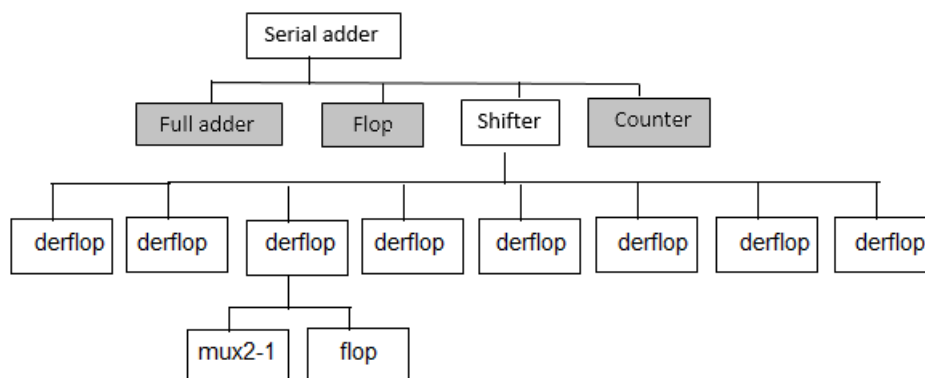 Serial adder
Full adder
Flop
Shifter
Counter
derflop
derflop
derflop
derflop
derflop
derflop
derflop
derflop
mux2-1
flop